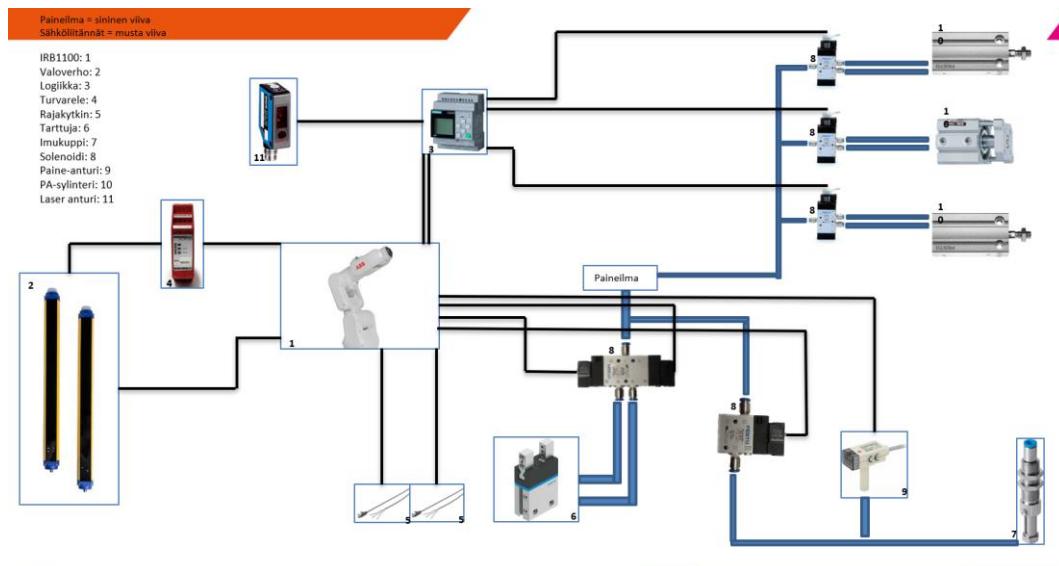 Paineilma = sininen viiva
Sähköliitännät = musta viiva
IRB1100: 1
Valoverho: 2
Logiikka: 3
Turvarele: 4
Rajakytkin: 5
Tarttuja: 6
Imukuppi: 7
Solenoidi: 8
Paine-anturi: 9
PA-sylinteri: 10
Laser anturi: 11
1
0
8
11
3
1
8
8
1
0
2
4
Paineilma
ABB
1
8
8
5
5
6
9
7